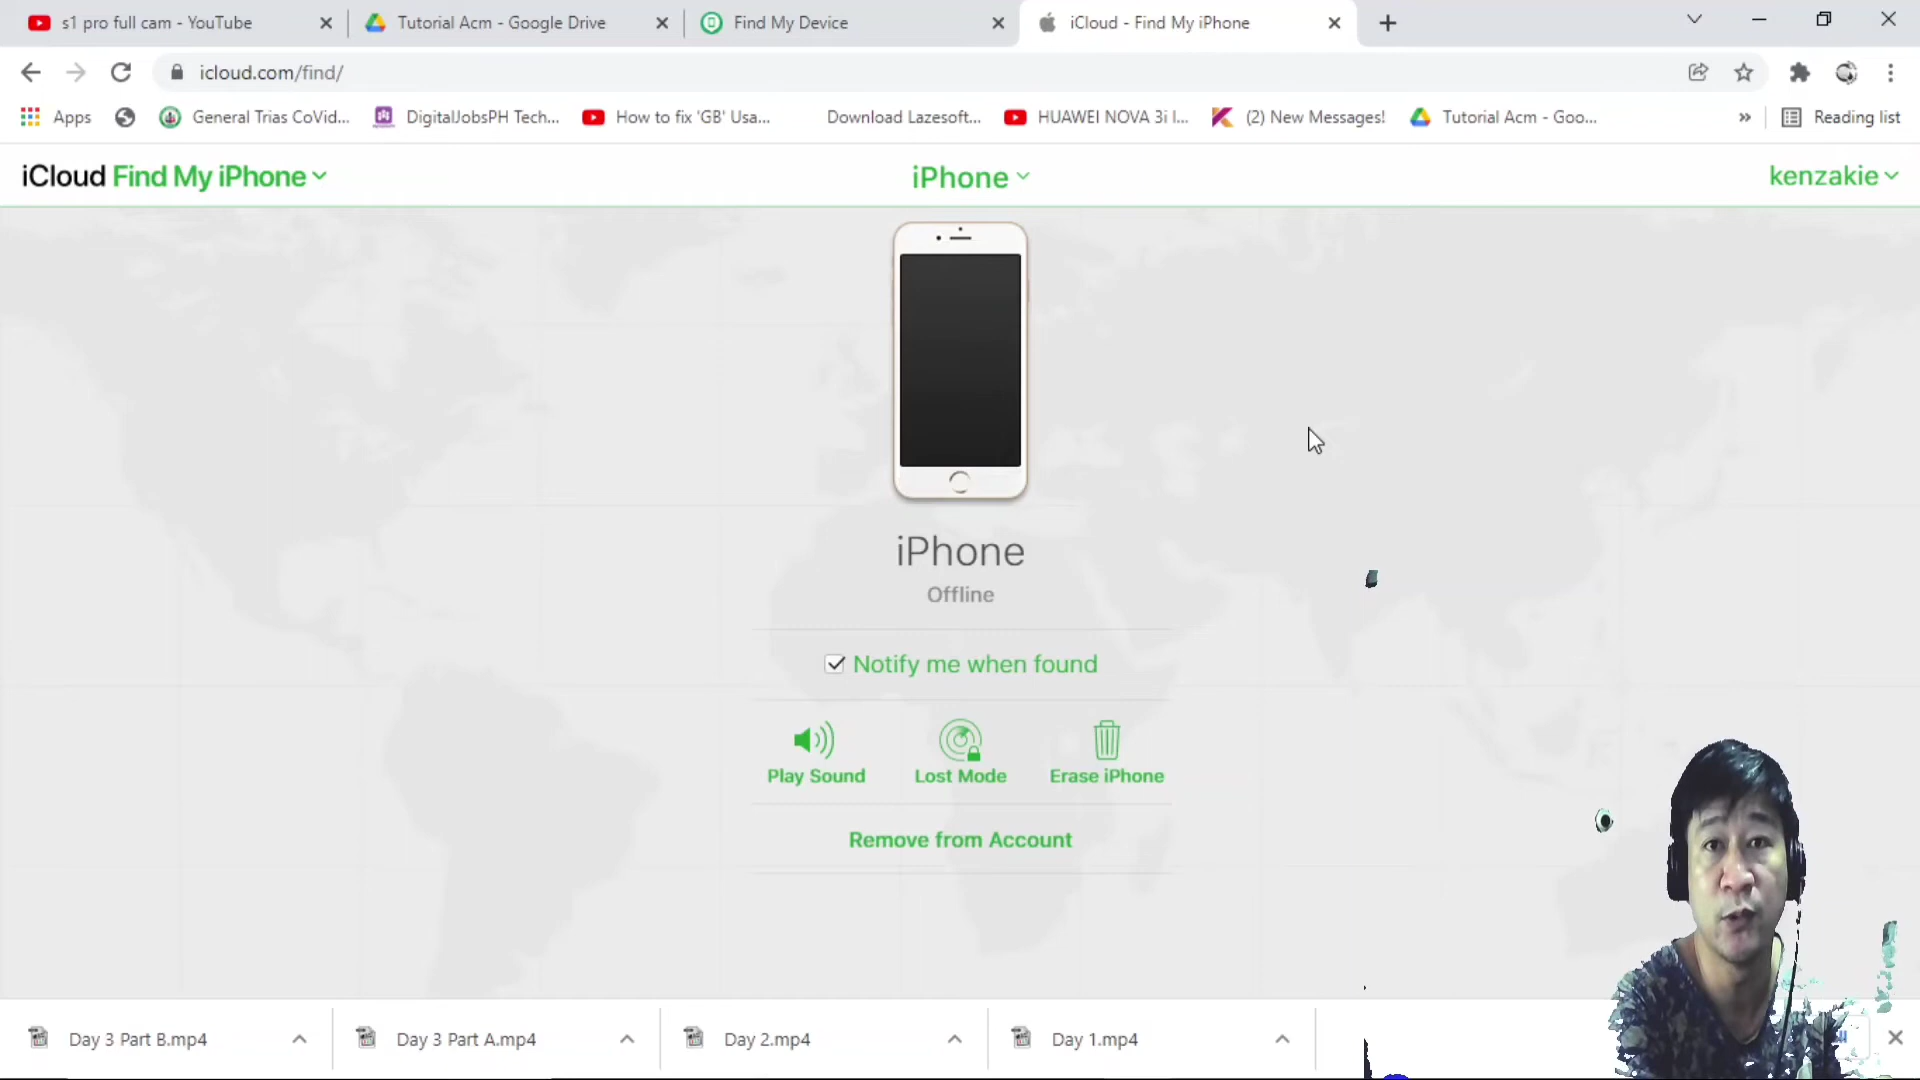 s1 pro full cam - YouTube
Tutorial Acm - Google Drive
Find My Device
iCloud - Find My iPhone
icloud.com/find/
Apps
General Trias CoVid...
DigitalJobsPH Tech...
How to fix 'GB' Usa...
Download Lazesoft...
HUAWEI NOVA 3i I...
(2) New Messages!
Tutorial Acm - Goo...
»
Reading list
iCloud Find My iPhone
iPhone
kenzakie
iPhone
Offline
Notify me when found
Play Sound
Lost Mode
Erase iPhone
Remove from Account
Day 3 Part B.mp4
Day 3 Part A.mp4
Day 2.mp4
Day 1.mp4